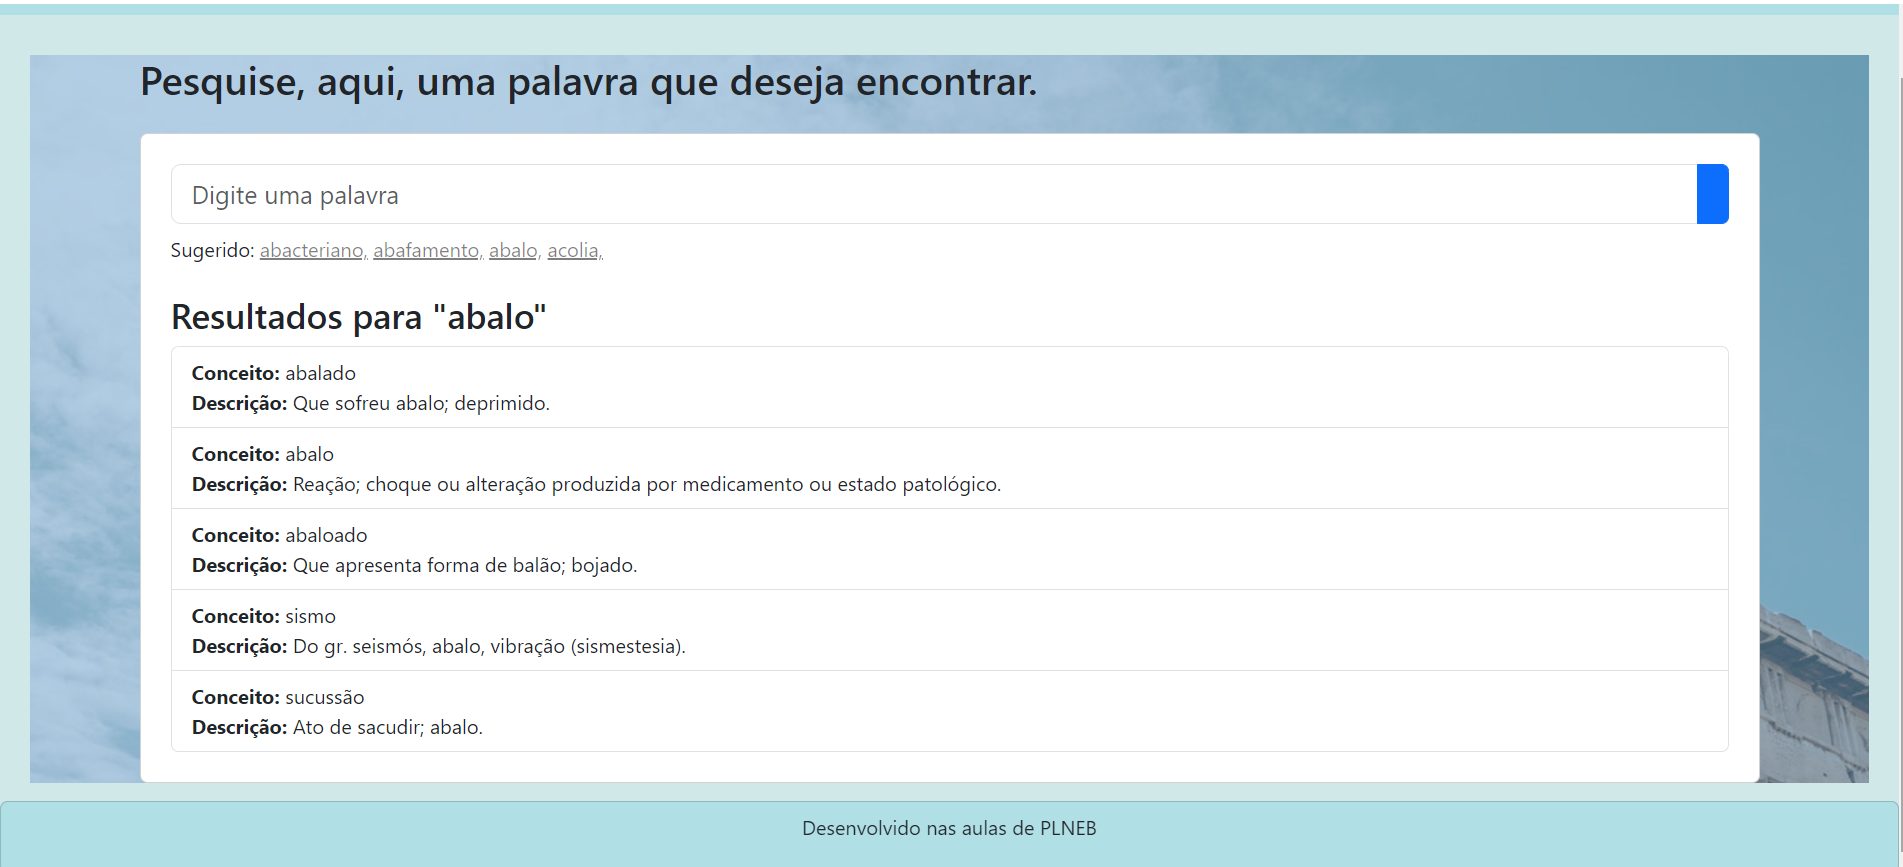 Pesquise, aqui, uma palavra que deseja encontrar.
Digite uma palavra
Sugerido: abacteriano, abafamento, abalo, acolia,
Resultados para "abalo"
Conceito: abalado
Descrição: Que sofreu abalo; deprimido.
Conceito: abalo
Descrição: Reação; choque ou alteração produzida por medicamento ou estado patológico.
Conceito: abaloado
Descrição: Que apresenta forma de balão; bojado.
Conceito: sismo
Descrição: Do gr. seismós, abalo, vibração (sismestesia).
Conceito: sucussão
Descrição: Ato de sacudir; abalo.
Desenvolvido nas aulas de PLNEB